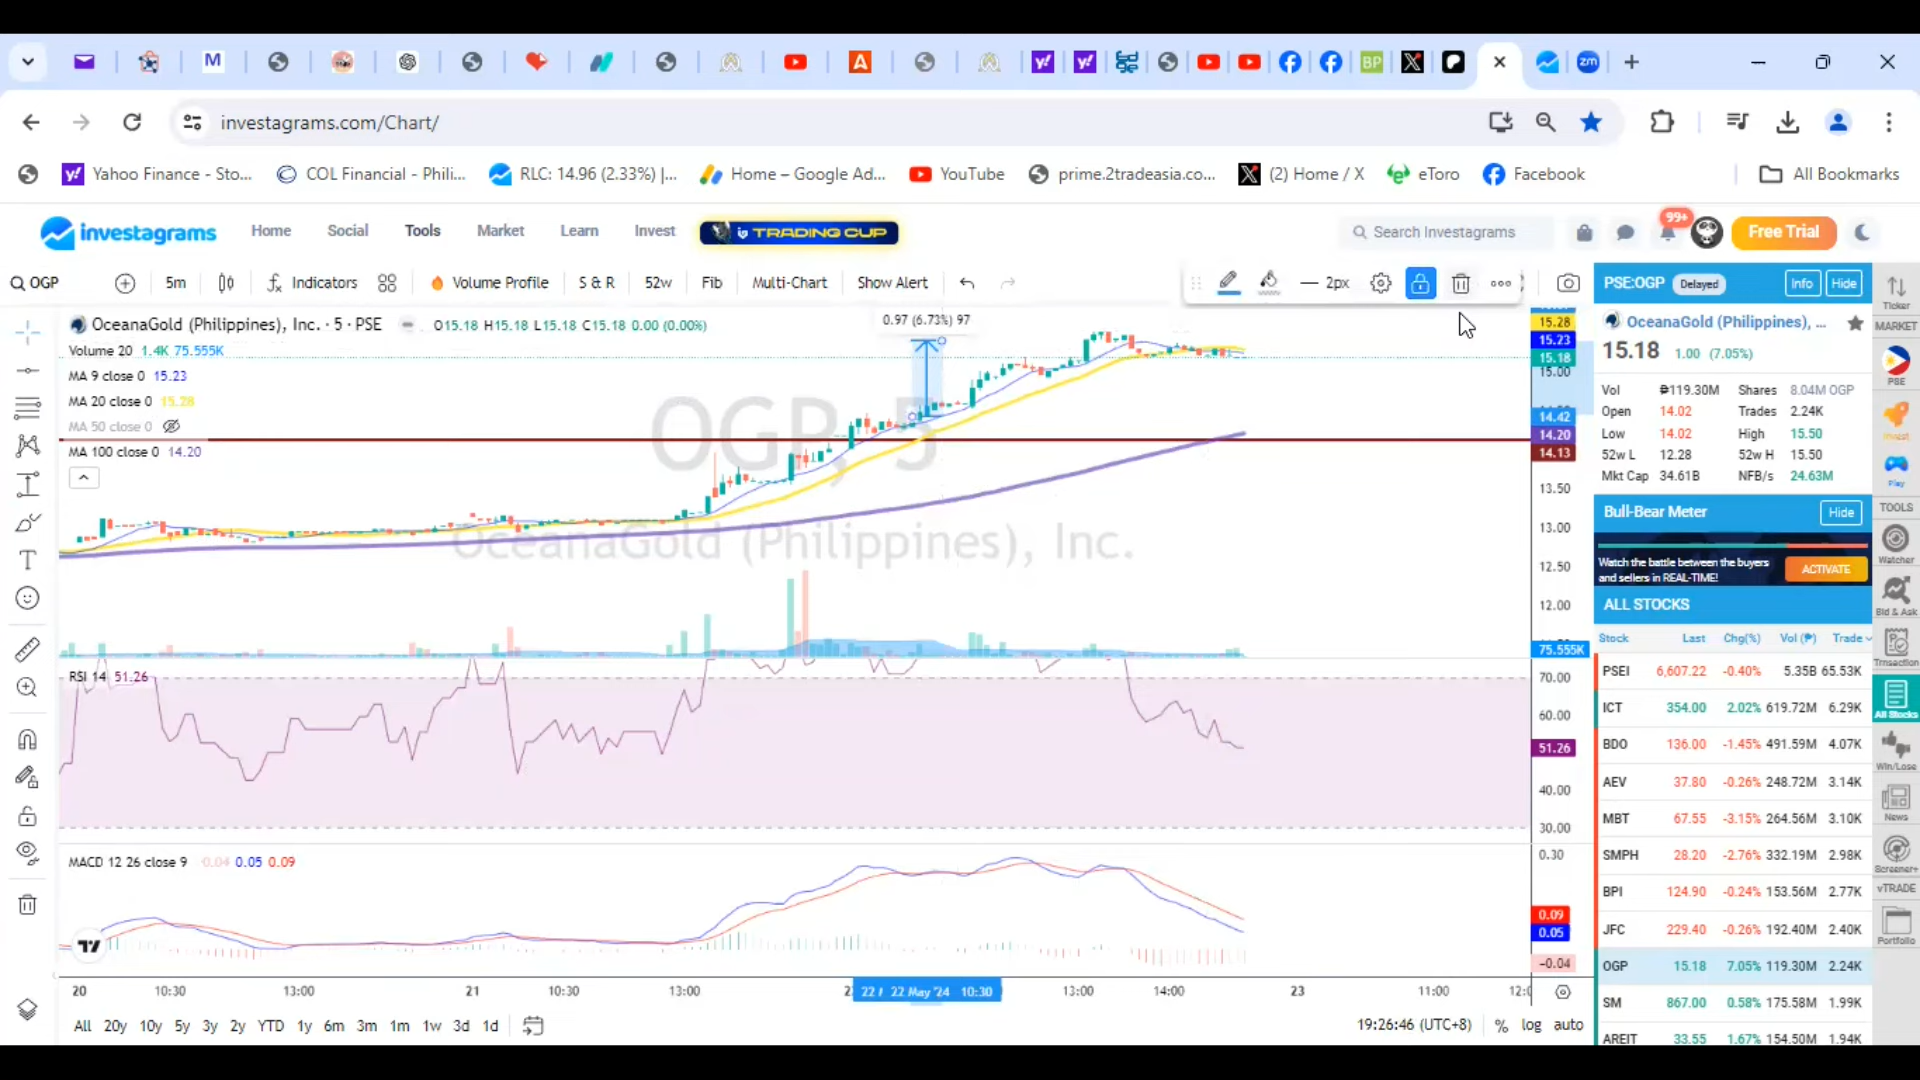 investagrams.com/Chart/
Yahoo Finance - Sto...
COL Financial - Phili...
RLC: 14.96 (2.33%) |...
Home – Google Ad...
YouTube
prime.2tradeasia.co...
(2) Home / X
eToro
Facebook
All Bookmarks
investagrams
Home
Social
Tools
Market
Learn
Invest
TRADING CUP
Search Investagrams
99+
Free Trial
OGP
5m
Indicators
Volume Profile
S & R
52w
Fib
Multi-Chart
Show Alert
2px
OceanaGold (Philippines), Inc. · 5 · PSE
O15.18 H15.18 L15.18 C15.18 0.00 (0.00%)
0.97 (6.73%) 97
Volume 20 1.4K 75.555K
MA 9 close 0 15.23
MA 20 close 0 15.28
MA 50 close 0
MA 100 close 0 14.20
OGP, 5
OceanaGold (Philippines), Inc.
15.28
15.23
15.18
15.00
14.42
14.20
14.13
13.50
13.00
12.50
12.00
75.555K
RSI 14 51.26
70.00
60.00
51.26
40.00
30.00
MACD 12 26 close 9 -0.04 0.05 0.09
0.30
0.09
0.05
-0.04
20 10:30 13:00 21 10:30 13:00 22 May '24 10:30 13:00 14:00 23 11:00
All 20y 10y 5y 3y 2y YTD 1y 6m 3m 1m 1w 3d 1d
19:26:46 (UTC+8) % log auto
PSE:OGP Delayed Info Hide
OceanaGold (Philippines), ...
15.18 1.00 (7.05%)
Vol ₱119.30M Shares 8.04M OGP
Open 14.02 Trades 2.24K
Low 14.02 High 15.50
52w L 12.28 52w H 15.50
Mkt Cap 34.61B NFB/s 24.63M
Bull-Bear Meter Hide
Watch the battle between the buyers
and sellers in REAL-TIME!
ACTIVATE
ALL STOCKS
Stock Last Chg(%) Vol (₱) Trade
PSEI 6,607.22 -0.40% 5.35B 65.53K
ICT 354.00 2.02% 619.72M 6.29K
BDO 136.00 -1.45% 491.59M 4.07K
AEV 37.80 -0.26% 248.72M 3.14K
MBT 67.55 -3.15% 264.56M 3.10K
SMPH 28.20 -2.76% 332.19M 2.98K
BPI 124.90 -0.24% 153.56M 2.77K
JFC 229.40 -0.26% 192.40M 2.40K
OGP 15.18 7.05% 119.30M 2.24K
SM 867.00 0.58% 175.58M 1.99K
AREIT 33.55 1.67% 154.50M 1.94K
Ticker
MARKET
PSE
Invest
Play
TOOLS
Watcher
Bid & Ask
Trnsaction
All Stocks
Win/Lose
News
Screener+
vTRADE
Portfolio